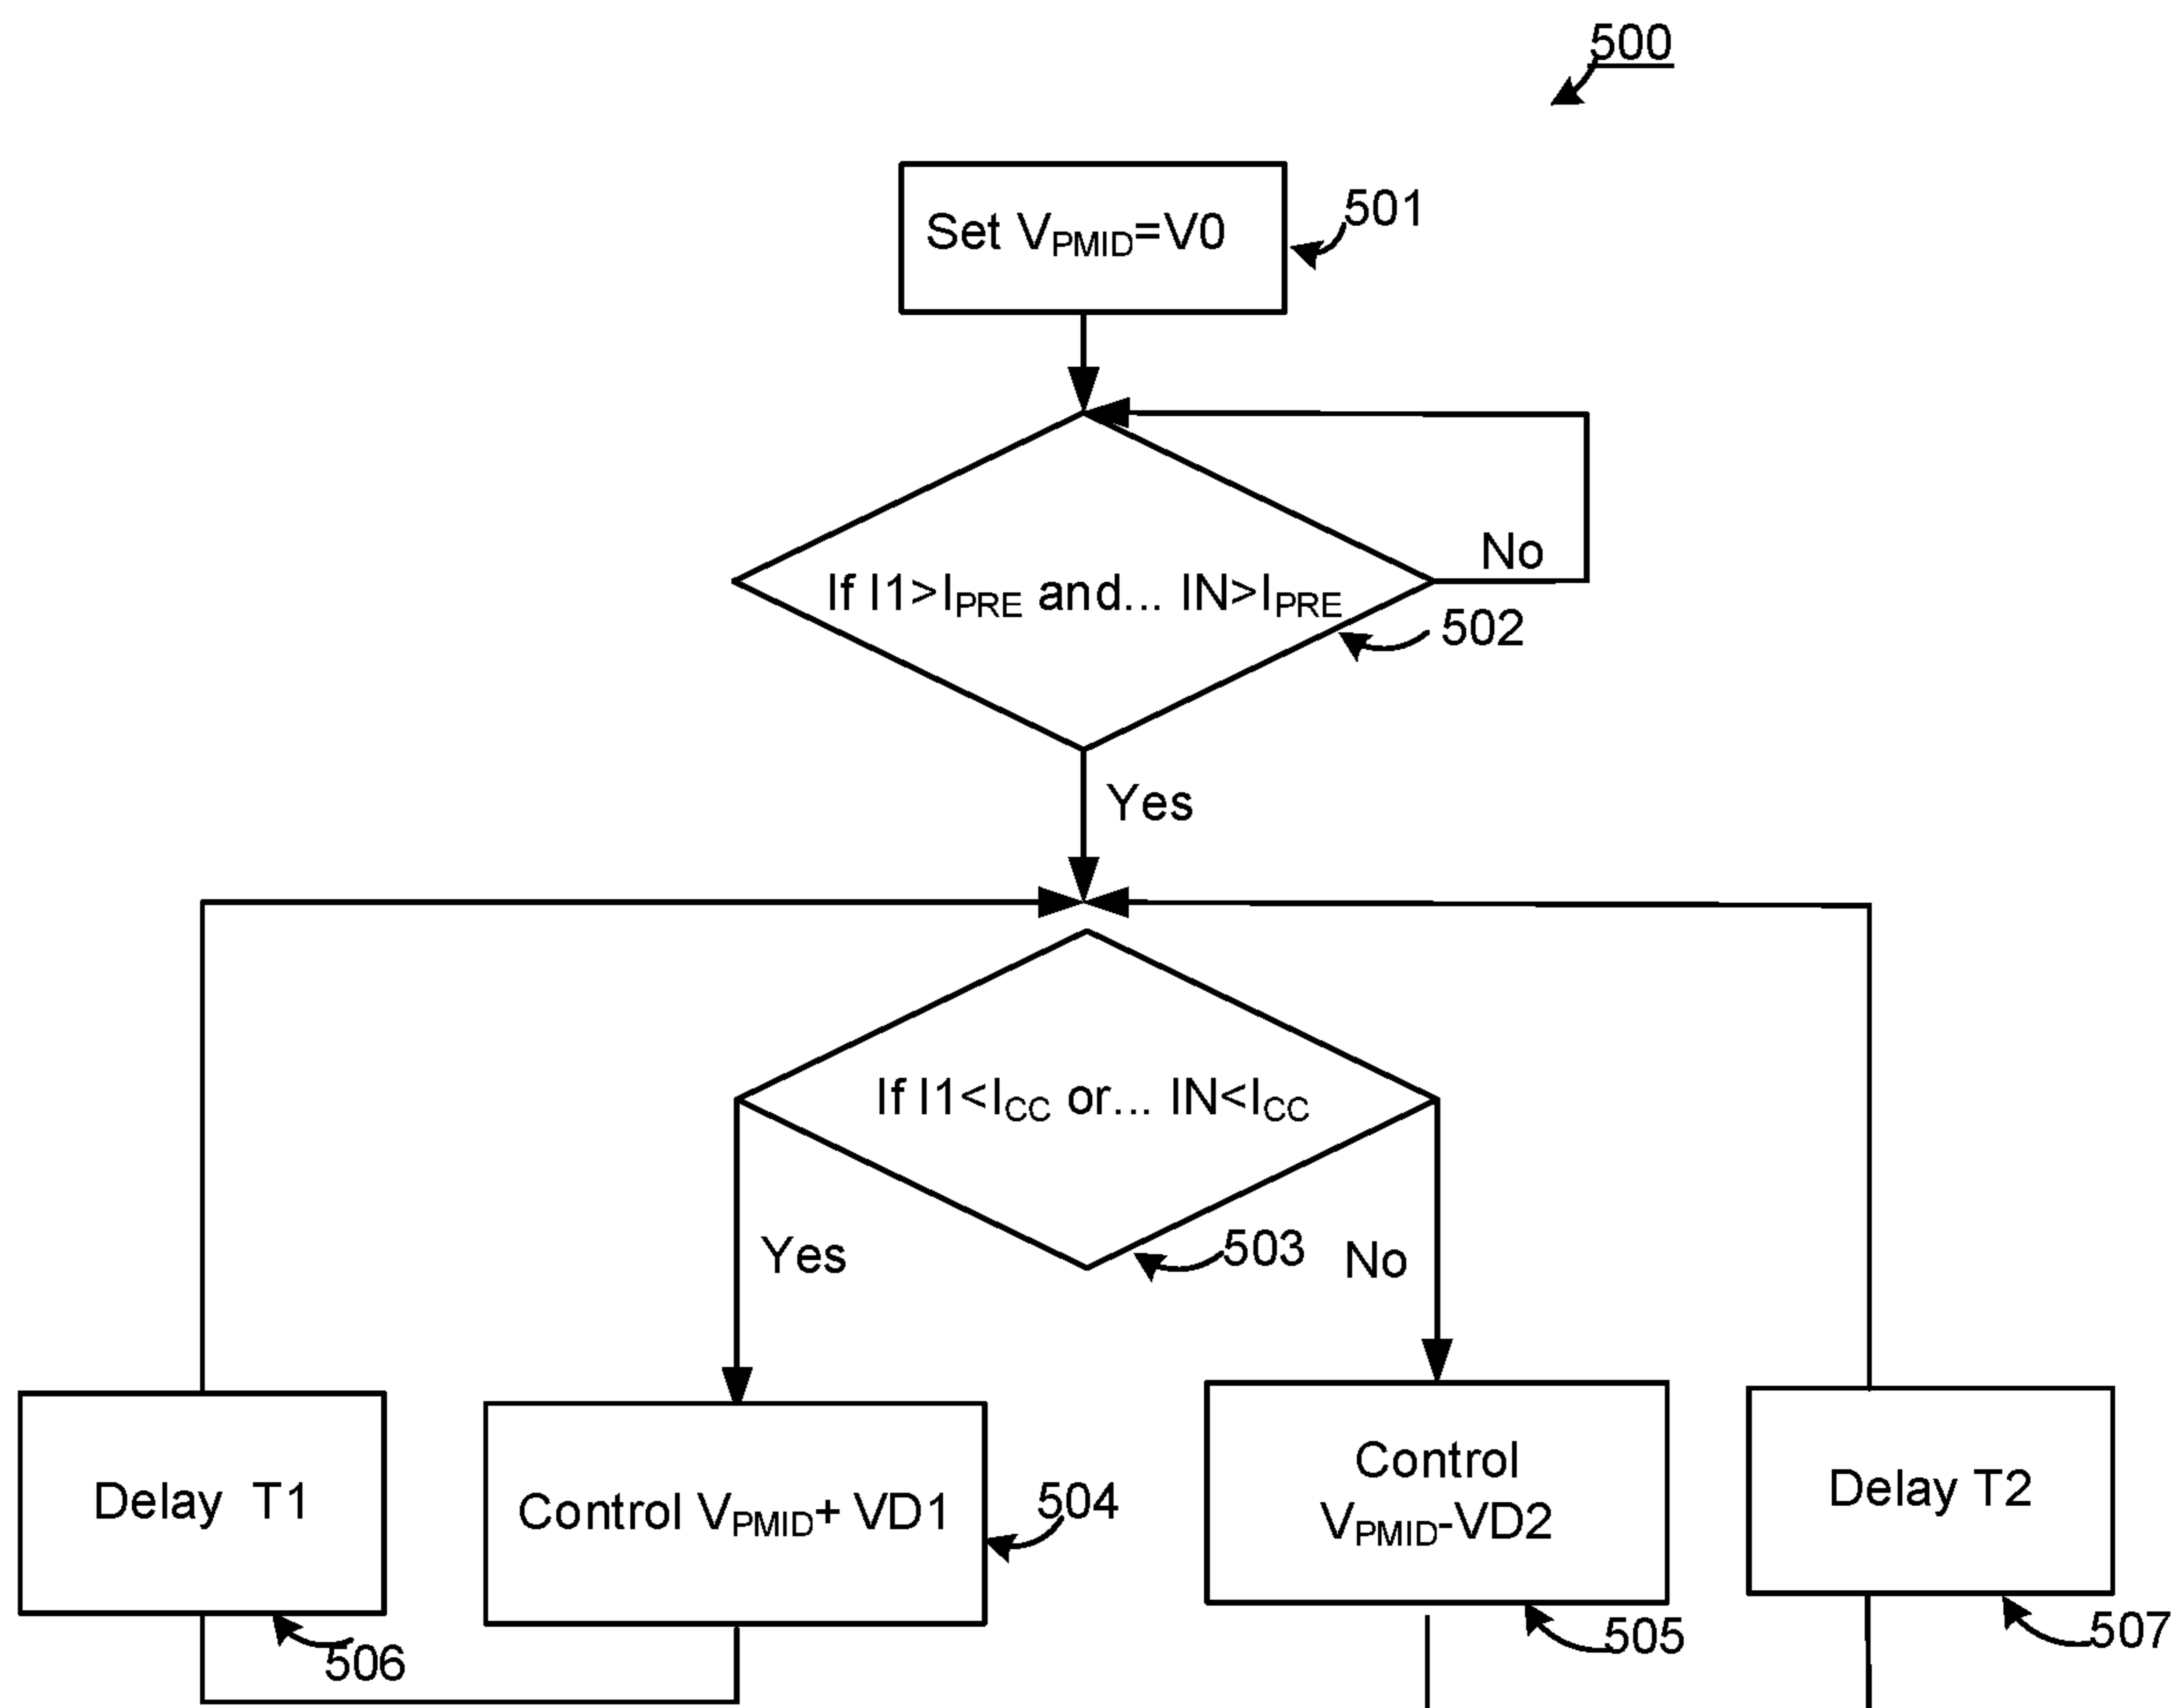 500
Set VPMID=V0
501
No
If I1>IPRE and... IN>IPRE
502
Yes
If I1<ICC or... IN<ICC
503
Yes
No
Delay T1
Control VPMID+ VD1
504
Control
VPMID-VD2
Delay T2
506
505
507